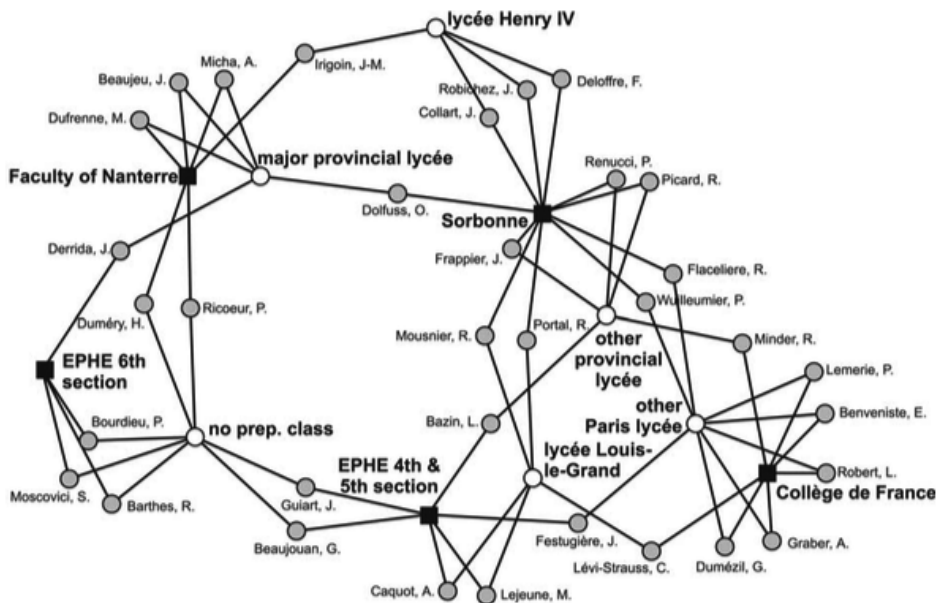 lycée Henry IV
Micha, A.
Irigoin, J-M.
Beaujeu, J.
Robichez, J.
Deloffre, F.
Collart, J.
Dufrenne, M.
major provincial lycée
Renucci, P.
Faculty of Nanterre
Picard, R.
Dolfuss, O.
Sorbonne
Derrida, J.
Frappier, J.
Flaceliere, R.
Wuilleumier, P.
Ricoeur, P.
Duméry, H.
Mousnier, R.
Portal, R.
other
provincial
lycée
Minder, R.
EPHE 6th
section
Lemerie, P.
Bourdieu, P.
no prep. class
Bazin, L.
other
Paris lycée
Benveniste, E.
lycée Louis-
le-Grand
EPHE 4th &
5th section
Robert, L.
Collège de France
Moscovici, S.
Barthes, R.
Guiart, J.
Beaujouan, G.
Festugière, J.
Graber, A.
Lévi-Strauss, C.
Dumézil, G.
Caquot, A.
Lejeune, M.